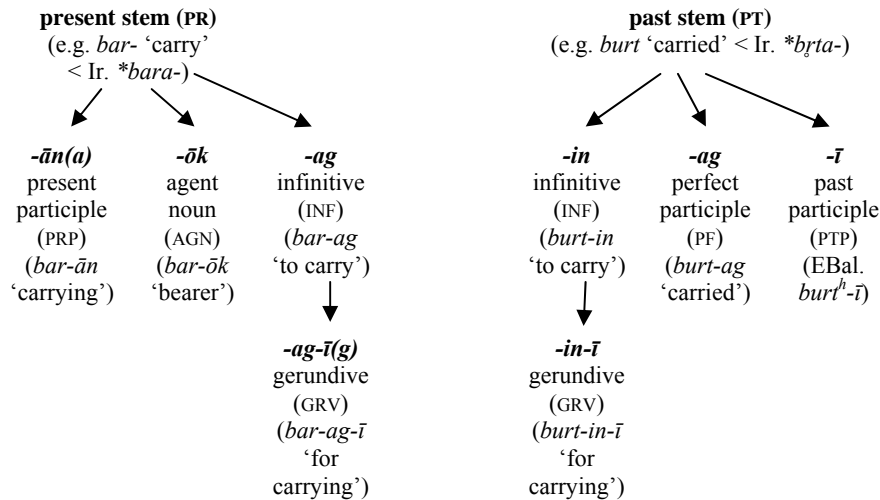 present stem (PR)
(e.g. bar- ‘carry’
< Ir. *bara-)
-ān(a)
present
participle
(PRP)
(bar-ān
‘carrying’)
-ōk
agent
noun
(AGN)
(bar-ōk
‘bearer’)
-ag
infinitive
(INF)
(bar-ag
‘to carry’)
-ag-ī(g)
gerundive
(GRV)
(bar-ag-ī
‘for
carrying’)
past stem (PT)
(e.g. burt ‘carried’ < Ir. *br̥ta-)
-in
infinitive
(INF)
(burt-in
‘to carry’)
-ag
perfect
participle
(PF)
(burt-ag
‘carried’)
-ī
past
participle
(PTP)
(EBal.
burtʰ-ī)
-in-ī
gerundive
(GRV)
(burt-in-ī
‘for
carrying’)